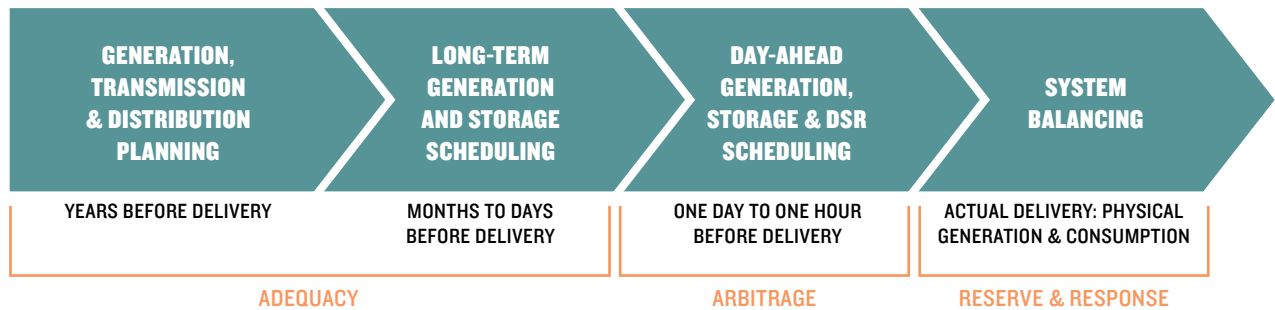 GENERATION,
TRANSMISSION
& DISTRIBUTION
PLANNING
LONG-TERM
GENERATION
AND STORAGE
SCHEDULING
DAY-AHEAD
GENERATION,
STORAGE & DSR
SCHEDULING
SYSTEM
BALANCING
YEARS BEFORE DELIVERY
MONTHS TO DAYS
BEFORE DELIVERY
ONE DAY TO ONE HOUR
BEFORE DELIVERY
ACTUAL DELIVERY: PHYSICAL
GENERATION & CONSUMPTION
ADEQUACY
ARBITRAGE
RESERVE & RESPONSE